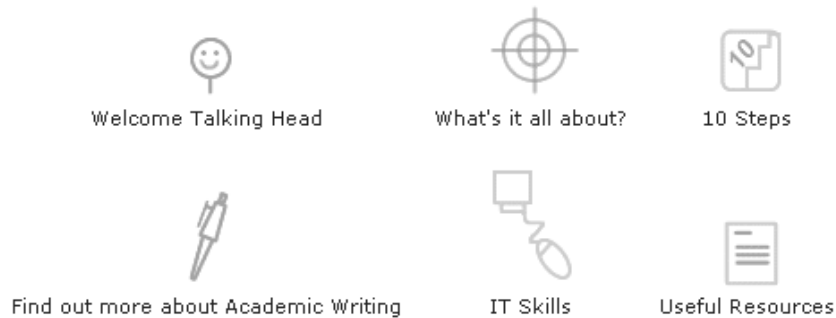 Welcome Talking Head
What's it all about?
10
10 Steps
Find out more about Academic Writing
IT Skills
Useful Resources